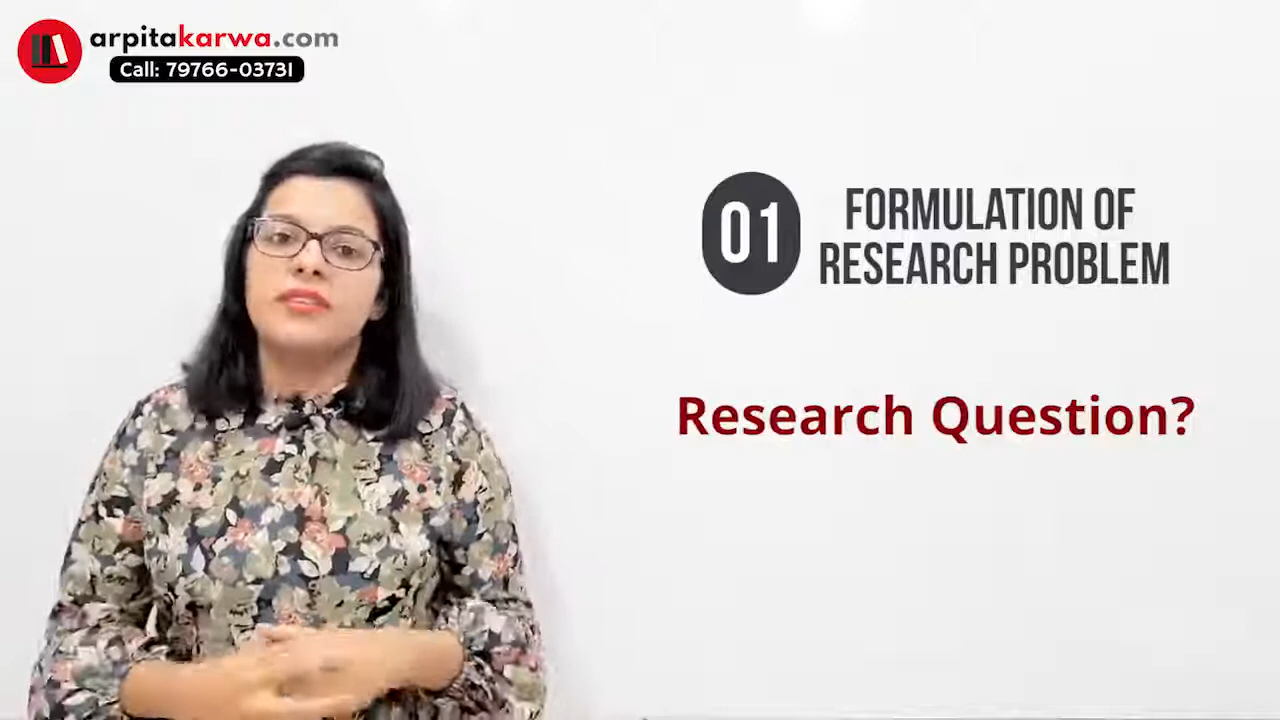 arpitakarwa.com
Call: 79766-03731
01
FORMULATION OF
RESEARCH PROBLEM
Research Question?